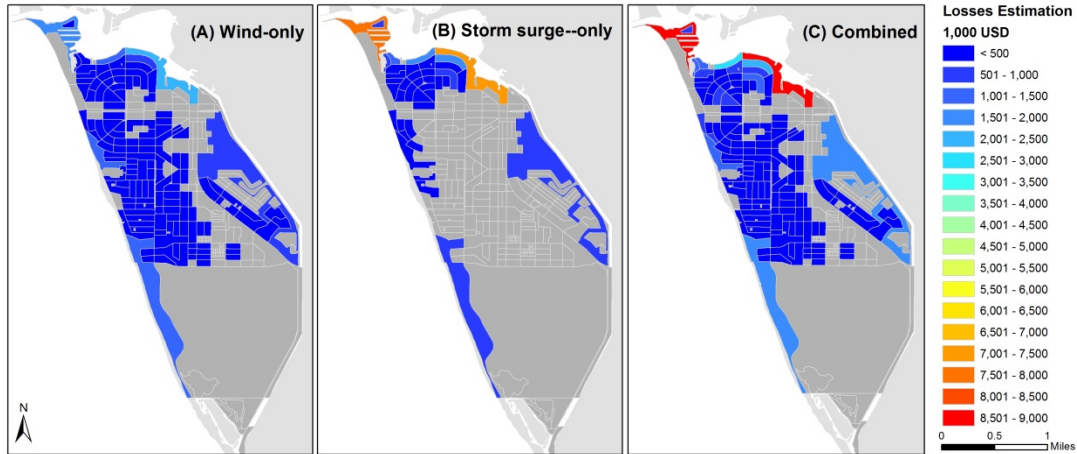 (A) Wind-only
(B) Storm surge--only
(C) Combined
Losses Estimation
1,000 USD
< 500
501 - 1,000
1,001 - 1,500
1,501 - 2,000
2,001 - 2,500
2,501 - 3,000
3,001 - 3,500
3,501 - 4,000
4,001 - 4,500
4,501 - 5,000
5,001 - 5,500
5,501 - 6,000
6,001 - 6,500
6,501 - 7,000
7,001 - 7,500
7,501 - 8,000
8,001 - 8,500
8,501 - 9,000
N
0 0.5 1
Miles